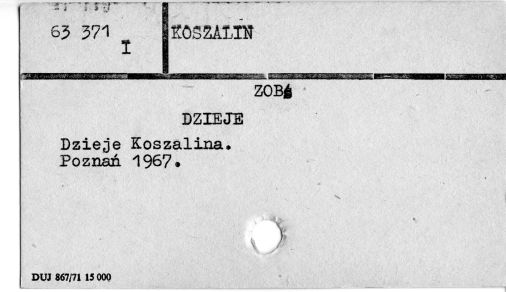 63 371
I
KOSZALIN
ZOB
DZIEJE
Dzieje Koszalina.
Poznań 1967.
DUJ 867/71 15 000